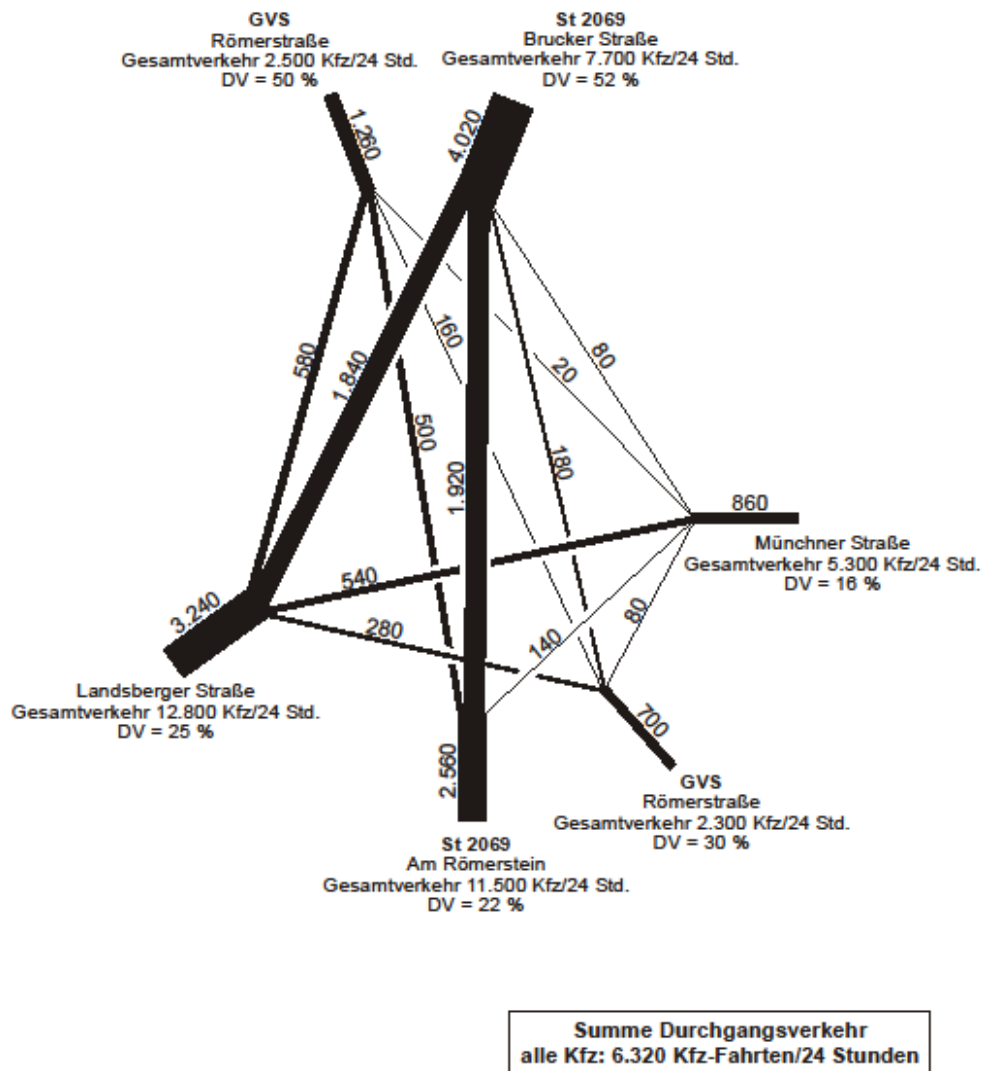 GVS
Römerstraße
Gesamtverkehr 2.500 Kfz/24 Std.
DV = 50 %
St 2069
Brucker Straße
Gesamtverkehr 7.700 Kfz/24 Std.
DV = 52 %
1.260
4.020
580
1.840
160
20
80
500
1.920
180
860
Münchner Straße
Gesamtverkehr 5.300 Kfz/24 Std.
DV = 16 %
540
280
140
80
3.240
Landsberger Straße
Gesamtverkehr 12.800 Kfz/24 Std.
DV = 25 %
2.560
700
GVS
Römerstraße
Gesamtverkehr 2.300 Kfz/24 Std.
DV = 30 %
St 2069
Am Römerstein
Gesamtverkehr 11.500 Kfz/24 Std.
DV = 22 %
Summe Durchgangsverkehr
alle Kfz: 6.320 Kfz-Fahrten/24 Stunden